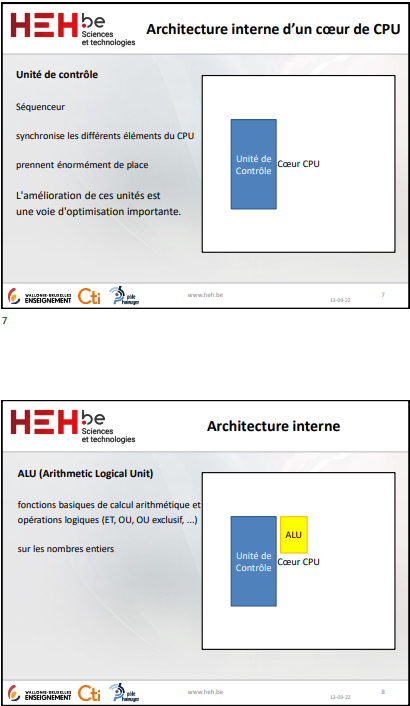 HEH.be
Sciences
et technologies
Architecture interne d'un cœur de CPU
Unité de contrôle
Séquenceur
synchronise les différents éléments du CPU
prennent énormément de place
L'amélioration de ces unités est
une voie d'optimisation importante.
Unité de
Contrôle
Cœur CPU
WALLONIE-BRUXELLES
ENSEIGNEMENT
Cti
pôle
hainuyer
www.heh.be
12-09-22
7
7
HEH.be
Sciences
et technologies
Architecture interne
ALU (Arithmetic Logical Unit)
fonctions basiques de calcul arithmétique et
opérations logiques (ET, OU, OU exclusif, ...)
sur les nombres entiers
ALU
Unité de
Contrôle
Cœur CPU
WALLONIE-BRUXELLES
ENSEIGNEMENT
Cti
pôle
hainuyer
www.heh.be
12-09-22
8